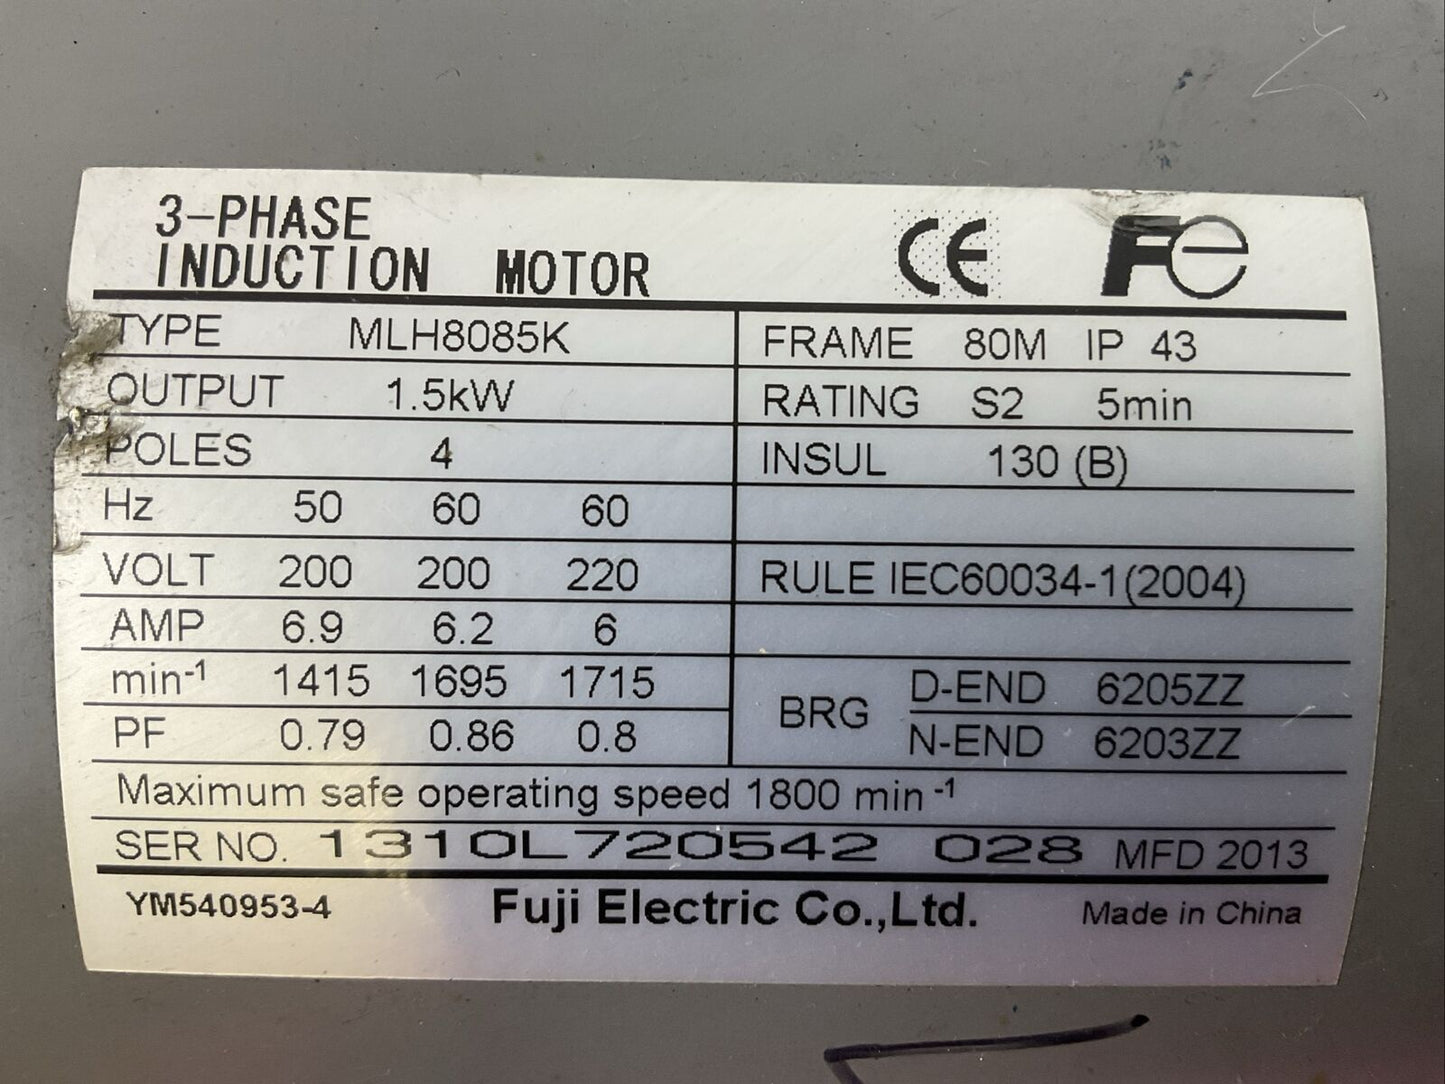 3-PHASE
INDUCTION MOTOR
CE Fe
TYPE MLH8085K
FRAME 80M IP 43
OUTPUT 1.5kW
RATING S2 5min
POLES 4
INSUL 130 (B)
Hz 50 60 60
VOLT 200 200 220
RULE IEC60034-1(2004)
AMP 6.9 6.2 6
min-1 1415 1695 1715
BRG D-END 6205ZZ
N-END 6203ZZ
PF 0.79 0.86 0.8
Maximum safe operating speed 1800 min-1
SER NO. 1310L720542 028 MFD 2013
YM540953-4 Fuji Electric Co.,Ltd. Made in China